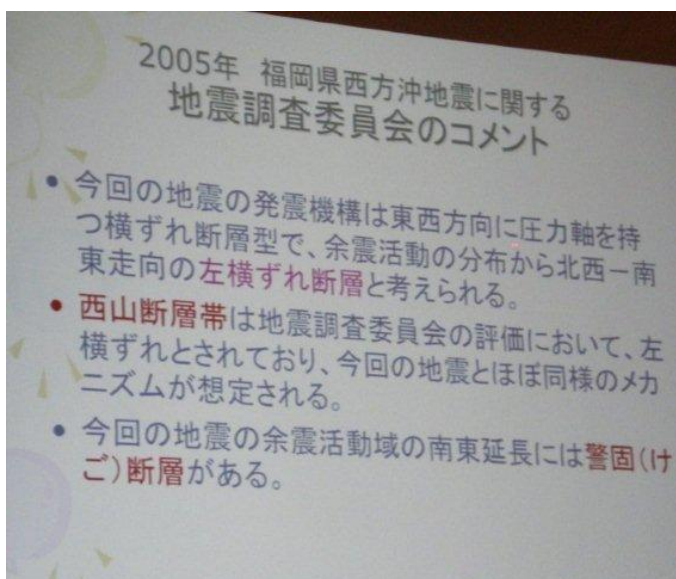 2005年 福岡県西方沖地震に関する
地震調査委員会のコメント
• 今回の地震の発震機構は東西方向に圧力軸を持
つ横ずれ断層型で、余震活動の分布から北西－南
東走向の左横ずれ断層と考えられる。
• 西山断層帯は地震調査委員会の評価において、左
横ずれとされており、今回の地震とほぼ同様のメカ
ニズムが想定される。
• 今回の地震の余震活動域の南東延長には警固(け
ご)断層がある。